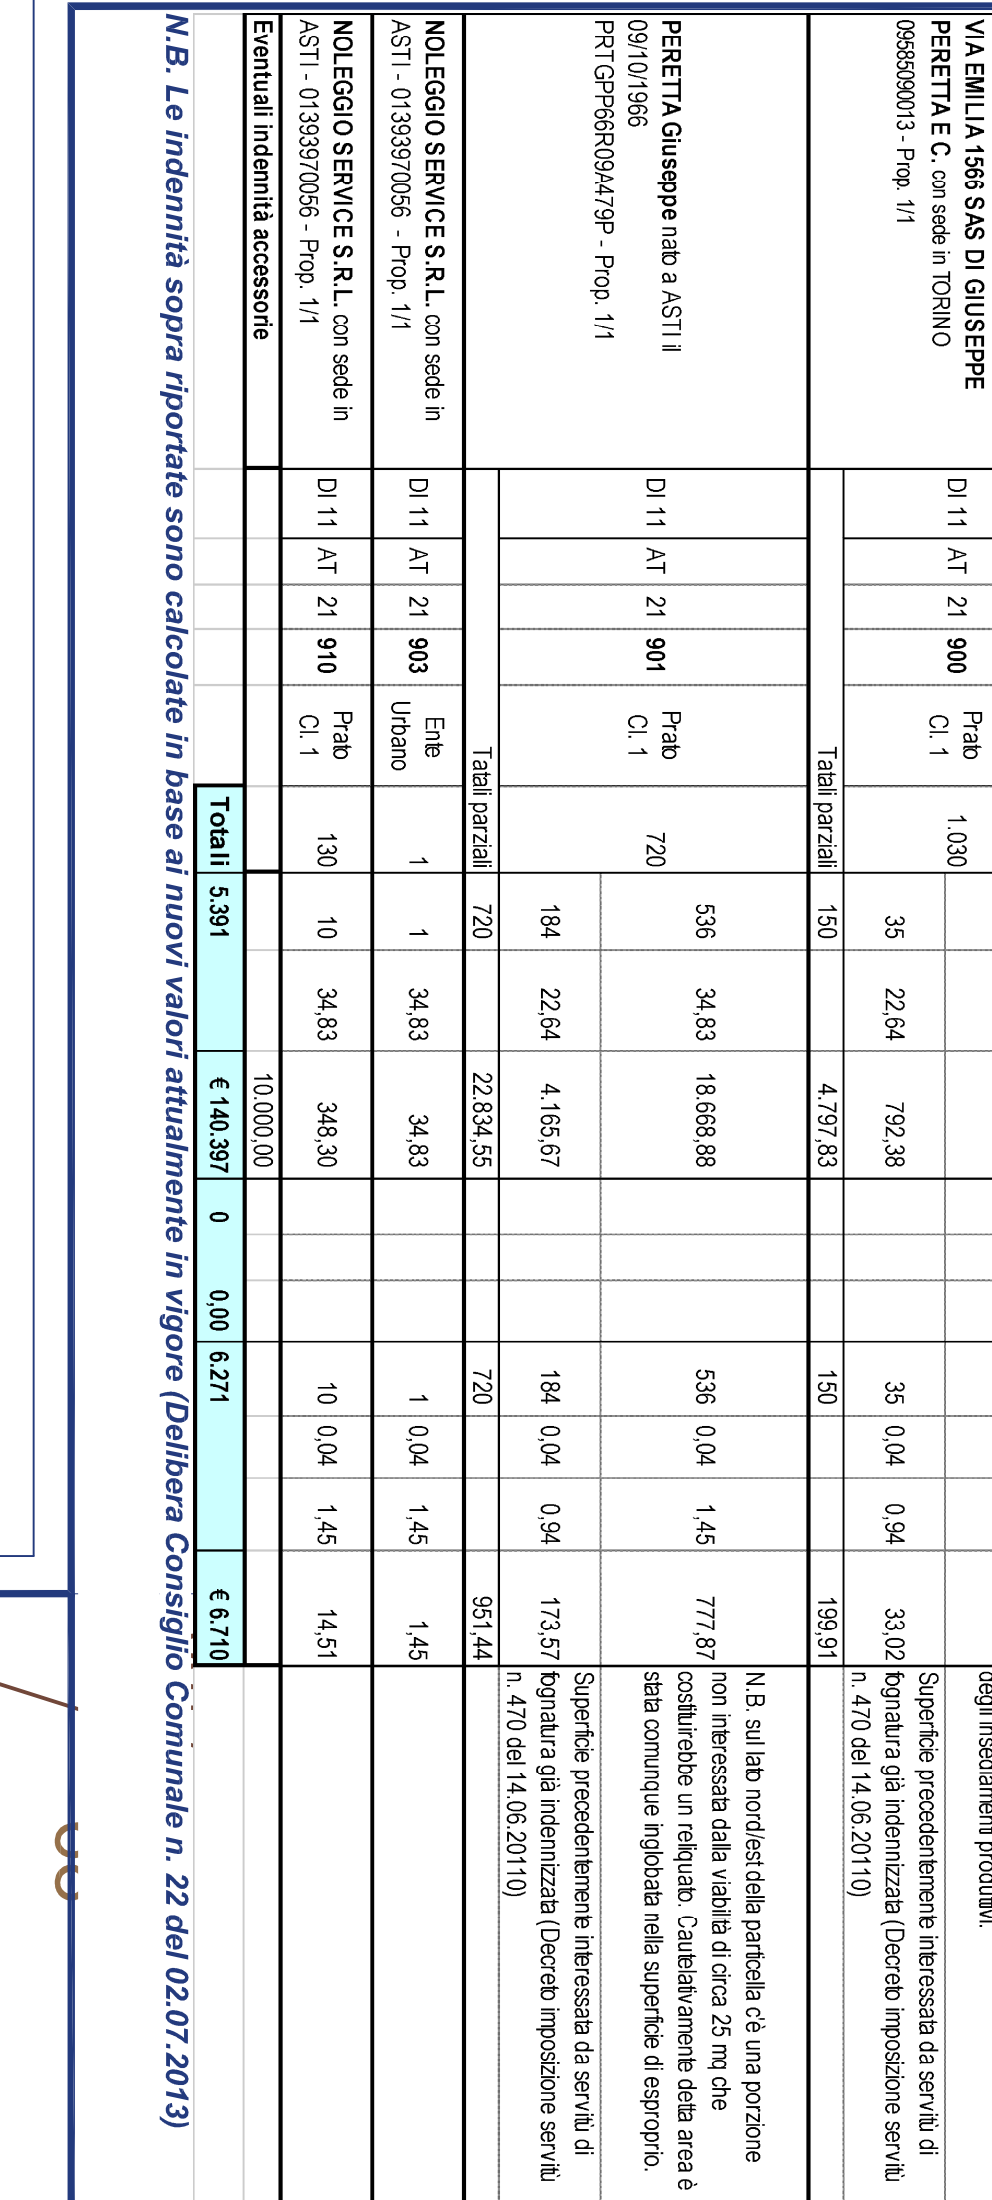 degli insediamenti produttivi.
VIA EMILIA 1566 SAS DI GIUSEPPE
PERETTA E C. con sede in TORINO
09585090013 - Prop. 1/1
DI 11 AT 21 900 Prato Cl. 1 1.030
35 22,64 792,38 35 0,04 0,94 33,02
Superficie precedentemente interessata da servitù di
fognatura già indennizzata (Decreto imposizione servitù
n. 470 del 14.06.20110)
Tatali parziali 150 4.797,83 150 199,91
PERETTA Giuseppe nato a ASTI il
09/10/1966
PRTGPP66R09A479P - Prop. 1/1
DI 11 AT 21 901 Prato Cl. 1 720
536 34,83 18.668,88 536 0,04 1,45 777,87
N.B. sul lato nord/est della particella c'è una porzione
non interessata dalla viabilità di circa 25 mq che
costituirebbe un reliquato. Cautelativamente detta area è
stata comunque inglobata nella superficie di esproprio.
184 22,64 4.165,67 184 0,04 0,94 173,57
Superficie precedentemente interessata da servitù di
fognatura già indennizzata (Decreto imposizione servitù
n. 470 del 14.06.20110)
Tatali parziali 720 22.834,55 720 951,44
NOLEGGIO SERVICE S.R.L. con sede in
ASTI - 01393970056 - Prop. 1/1
DI 11 AT 21 903 Ente Urbano 1 1 34,83 34,83 1 0,04 1,45 1,45
NOLEGGIO SERVICE S.R.L. con sede in
ASTI - 01393970056 - Prop. 1/1
DI 11 AT 21 910 Prato Cl. 1 130 10 34,83 348,30 10 0,04 1,45 14,51
Eventuali indennità accessorie 10.000,00
Totali 5.391 € 140.397 0 0,00 6.271 € 6.710
N.B. Le indennità sopra riportate sono calcolate in base ai nuovi valori attualmente in vigore (Delibera Consiglio Comunale n. 22 del 02.07.2013)